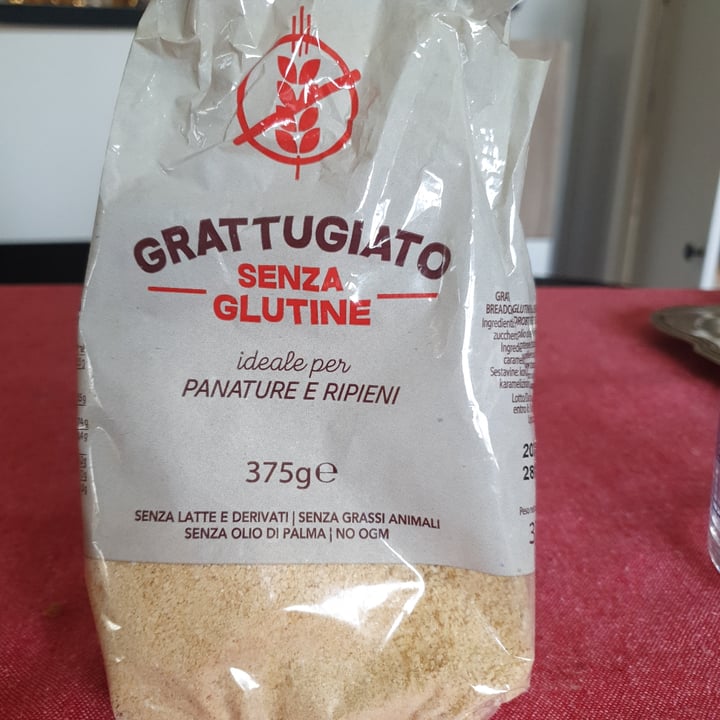 GRATTUGIATO
SENZA
GLUTINE
ideale per
PANATURE E RIPIENI
375g e
SENZA LATTE E DERIVATI | SENZA GRASSI ANIMALI
SENZA OLIO DI PALMA | NO OGM